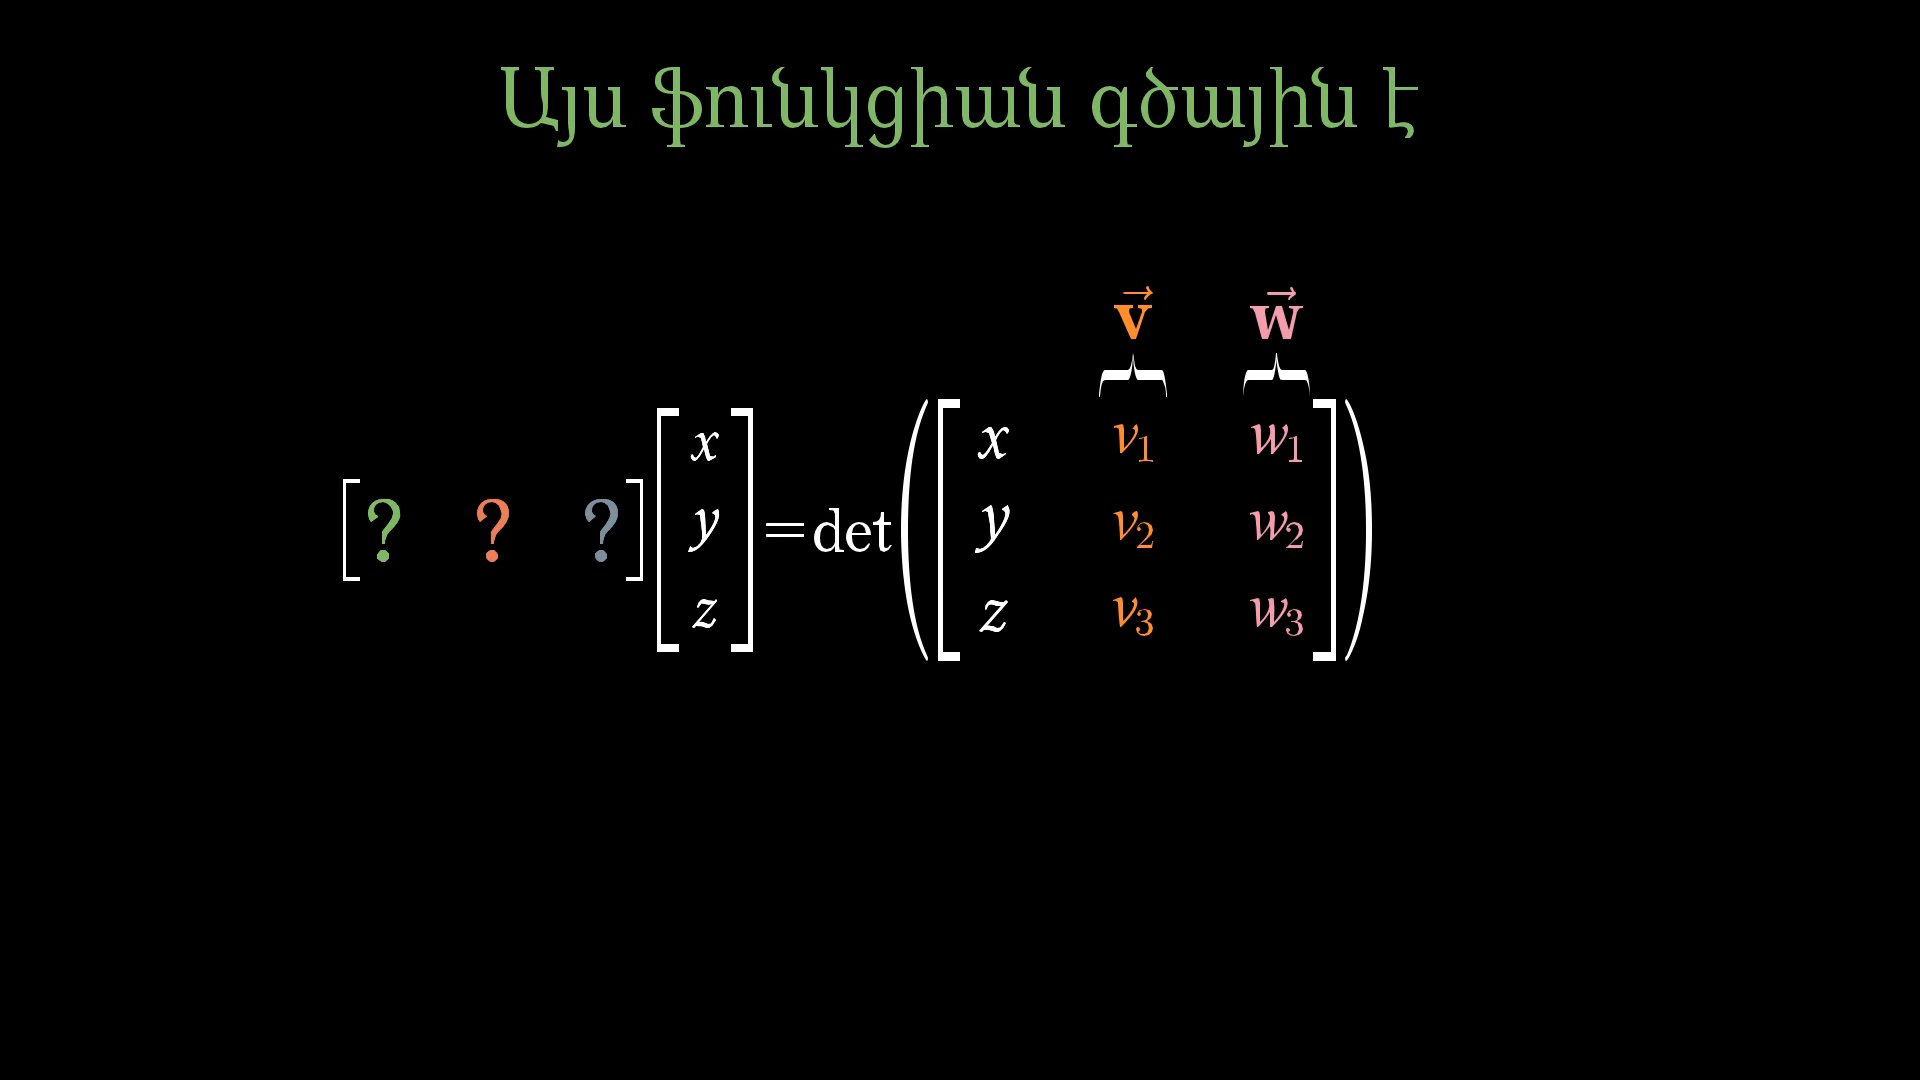 Այս ֆունկցիան գծային է
v⃗ w⃗
[? ? ?] [x y z] = det([x v₁ w₁
y v₂ w₂
z v₃ w₃])